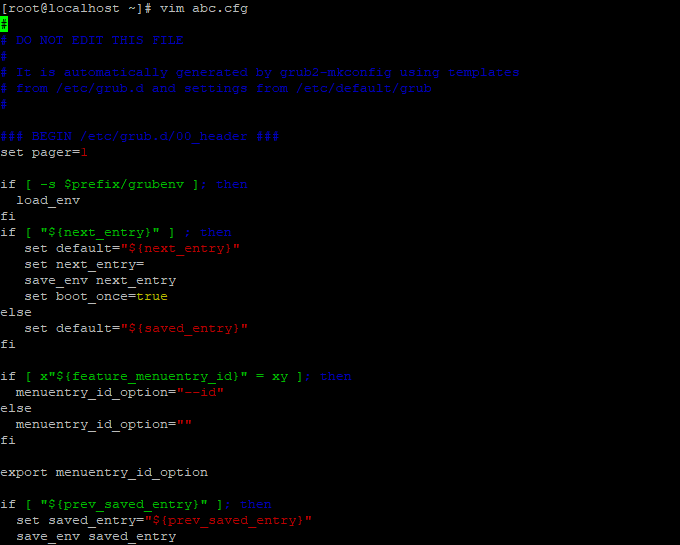 [root@localhost ~]# vim abc.cfg
#
# DO NOT EDIT THIS FILE
#
# It is automatically generated by grub2-mkconfig using templates
# from /etc/grub.d and settings from /etc/default/grub
#

### BEGIN /etc/grub.d/00_header ###
set pager=1

if [ -s $prefix/grubenv ]; then
  load_env
fi
if [ "${next_entry}" ] ; then
   set default="${next_entry}"
   set next_entry=
   save_env next_entry
   set boot_once=true
else
   set default="${saved_entry}"
fi

if [ x"${feature_menuentry_id}" = xy ]; then
  menuentry_id_option="--id"
else
  menuentry_id_option=""
fi

export menuentry_id_option

if [ "${prev_saved_entry}" ]; then
  set saved_entry="${prev_saved_entry}"
  save_env saved_entry